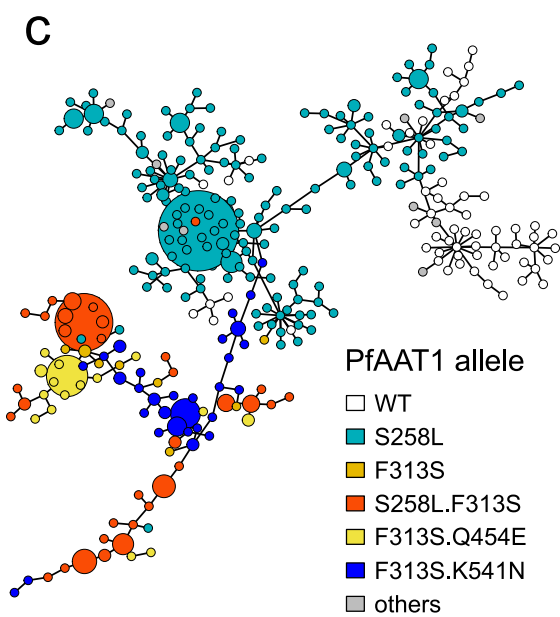 C
PfAAT1 allele
WT
S258L
F313S
S258L.F313S
F313S.Q454E
F313S.K541N
others